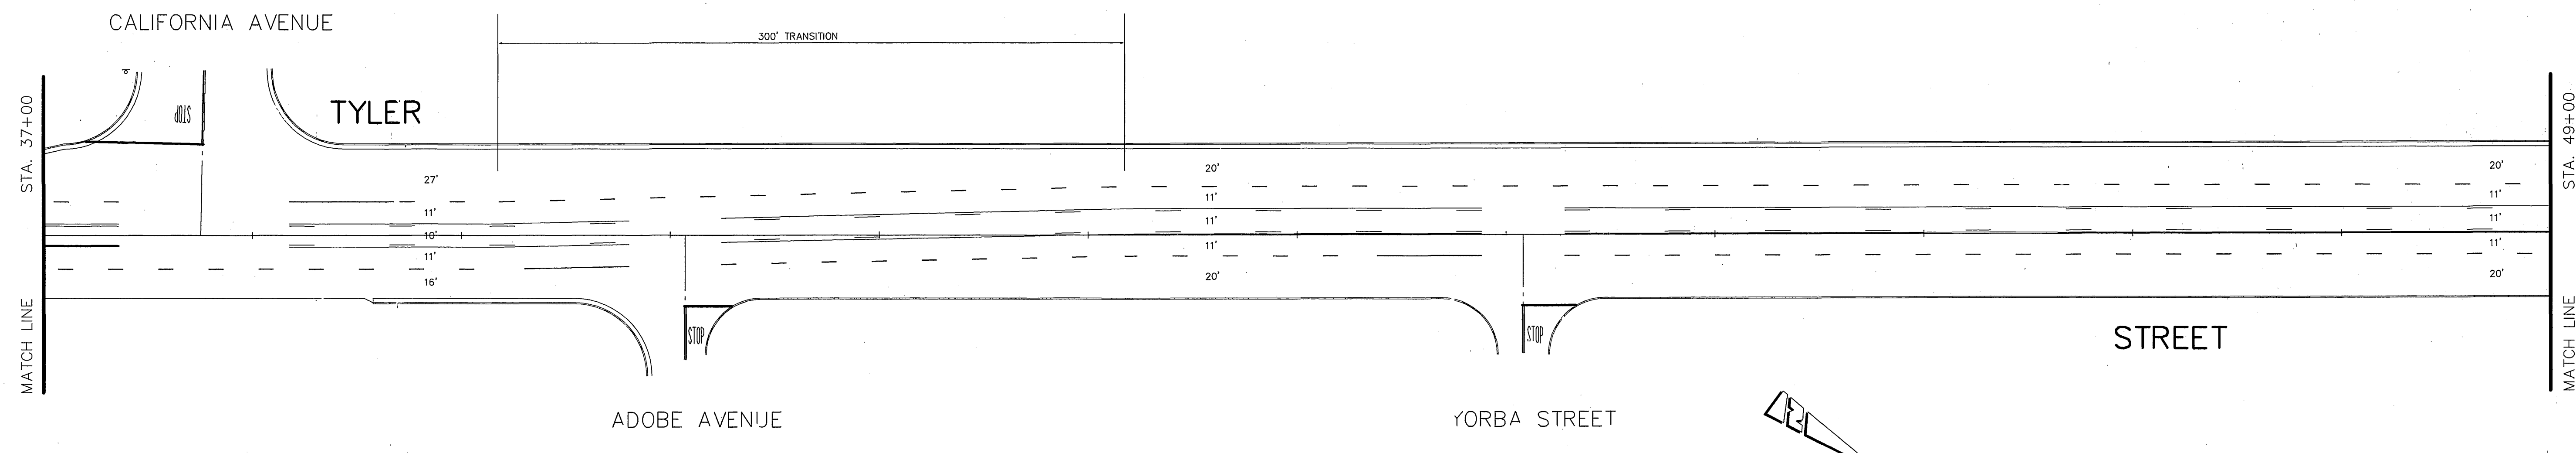 CALIFORNIA AVENUE
300' TRANSITION
STA. 37+00
STOP
TYLER
STA. 49+00
27'
20'
20'
11'
11'
11'
11'
11'
11'
10'
11'
11'
11'
16'
20'
20'
MATCH LINE
STOP
STOP
STREET
MATCH LINE
ADOBE AVENUE
YORBA STREET